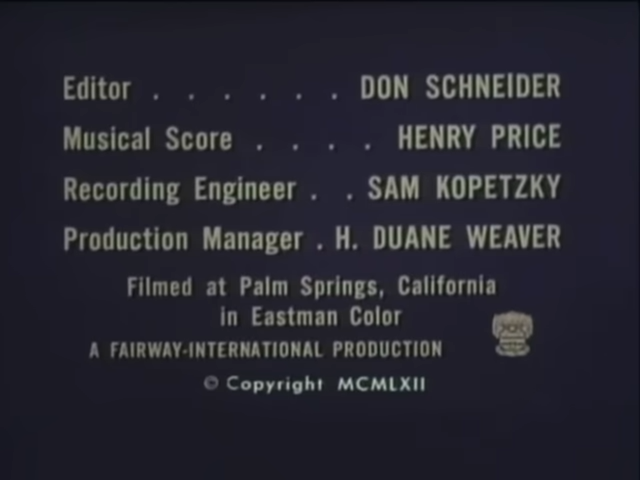 Editor . . . . . . DON SCHNEIDER
Musical Score . . . . HENRY PRICE
Recording Engineer . . SAM KOPETZKY
Production Manager . H. DUANE WEAVER
Filmed at Palm Springs, California
in Eastman Color
A FAIRWAY-INTERNATIONAL PRODUCTION
© Copyright MCMLXII